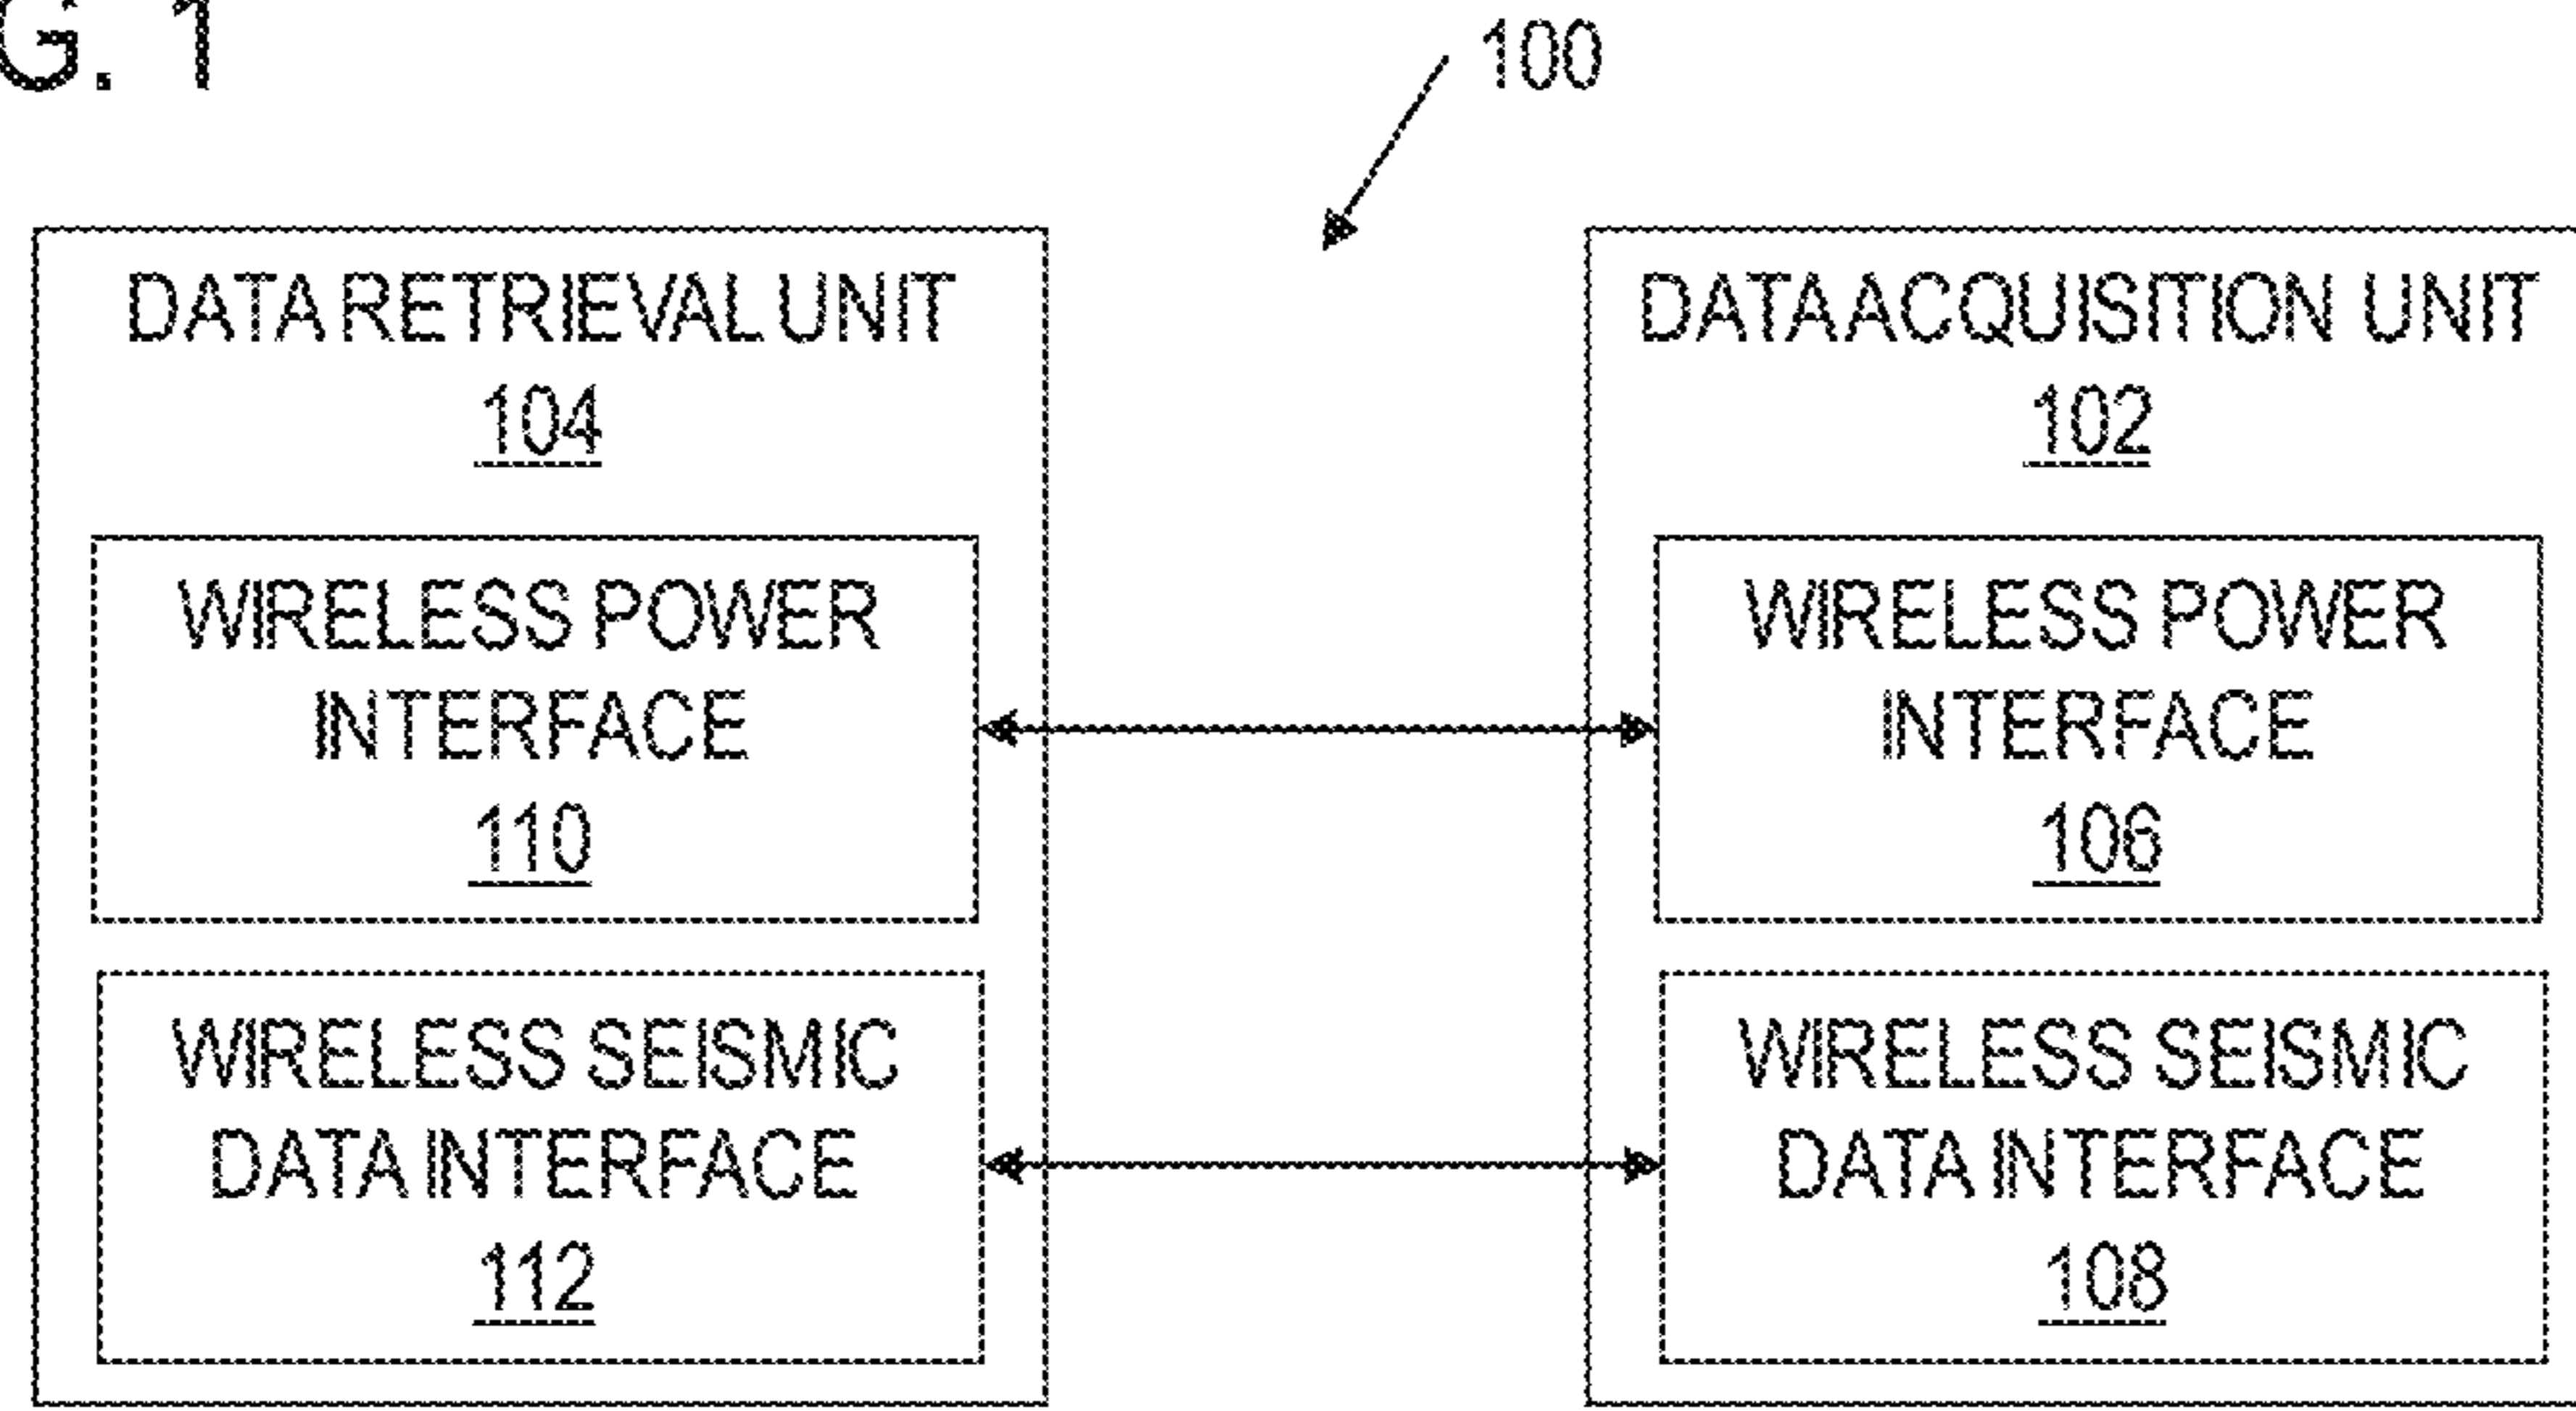 G. 1
100
DATA RETRIEVAL UNIT
104
WIRELESS POWER
INTERFACE
110
WIRELESS SEISMIC
DATA INTERFACE
112
DATA ACQUISITION UNIT
102
WIRELESS POWER
INTERFACE
106
WIRELESS SEISMIC
DATA INTERFACE
108